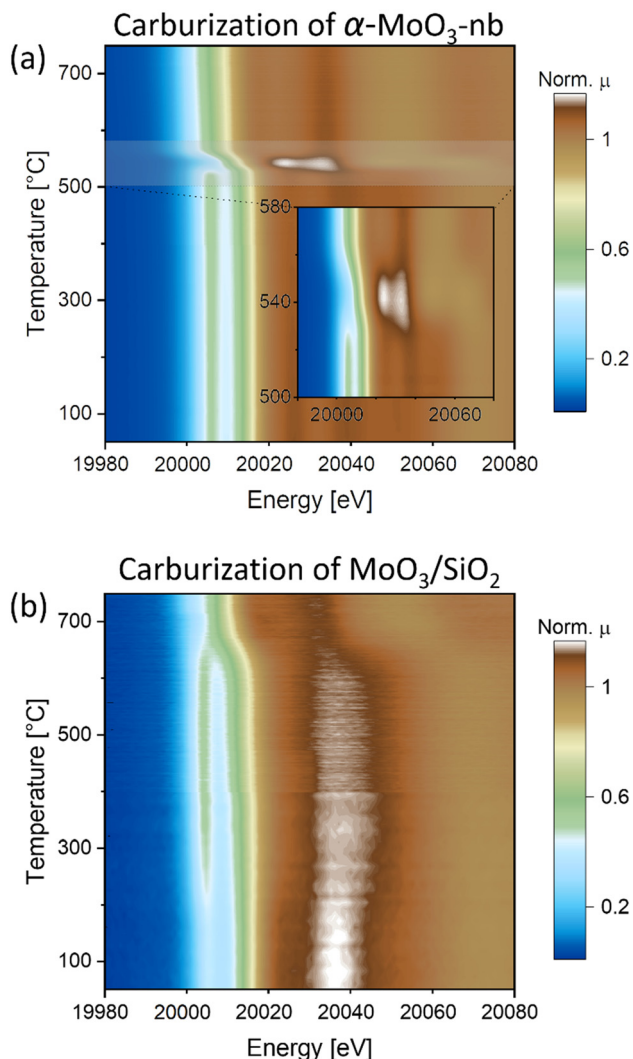 Carburization of α-MoO₃-nb
(a)
Norm. μ
700
500
300
100
1
0.6
0.2
Temperature [°C]
580
540
500
20000 20060
19980 20000 20020 20040 20060 20080
Energy [eV]
Carburization of MoO₃/SiO₂
(b)
Norm. μ
700
500
300
100
1
0.6
0.2
Temperature [°C]
19980 20000 20020 20040 20060 20080
Energy [eV]